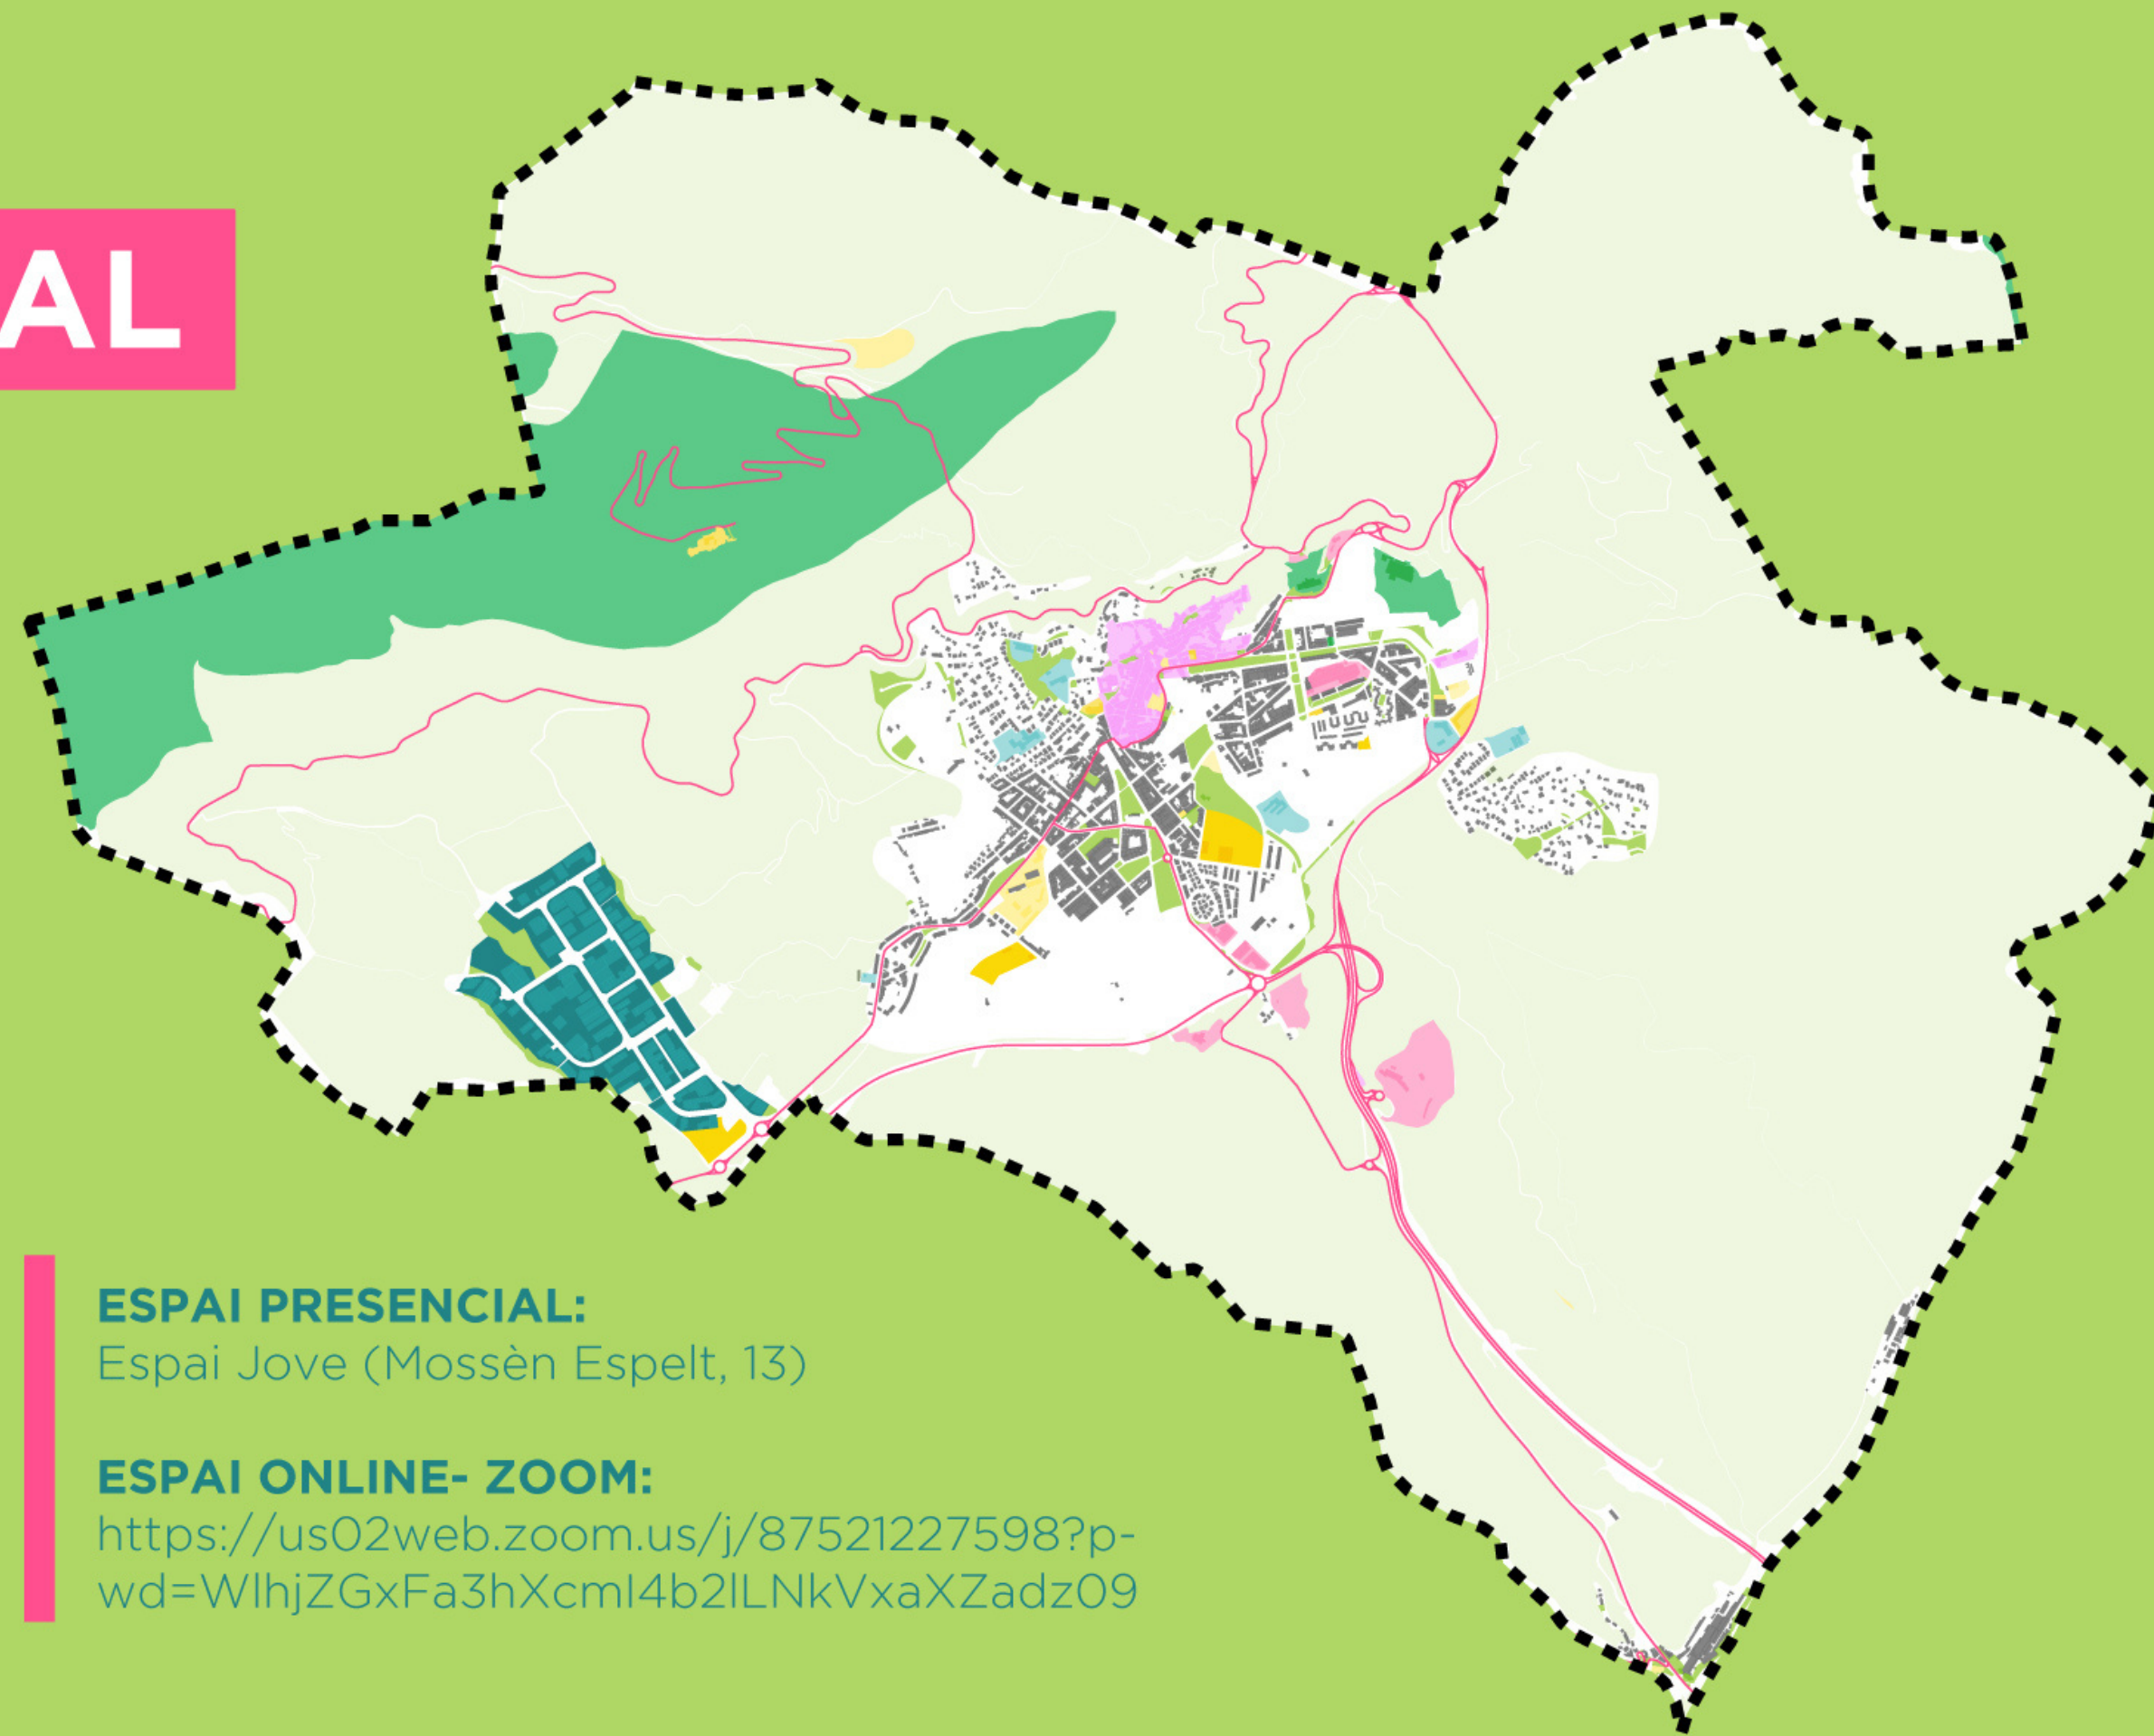 AL
ESPAI PRESENCIAL:
Espai Jove (Mossèn Espelt, 13)
ESPAI ONLINE- ZOOM:
https://us02web.zoom.us/j/87521227598?p-
wd=WlhjZGxFa3hXcml4b2lLNkVxaXZadz09